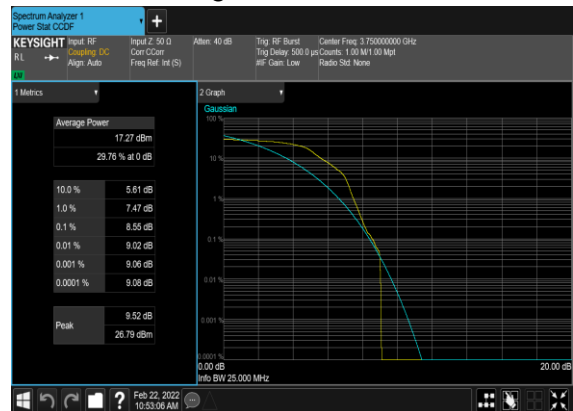 Spectrum Analyzer 1
Power Stat CCDF
KEYSIGHT
RL
Input: RF
Coupling: DC
Align: Auto
Input Z: 50 Ω
Corr CCorr
Freq Ref: Int (S)
Atten: 40 dB
Trig: RF Burst
Trig Delay: 500.0 µs
#IF Gain: Low
Center Freq: 3.750000000 GHz
Counts: 1.00 M/1.00 Mpt
Radio Std: None
1 Metrics
Average Power
17.27 dBm
29.76 % at 0 dB
10.0 % 5.61 dB
1.0 % 7.47 dB
0.1 % 8.55 dB
0.01 % 9.02 dB
0.001 % 9.06 dB
0.0001 % 9.08 dB
Peak
9.52 dB
26.79 dBm
2 Graph
Gaussian
100 %
10 %
1 %
0.1 %
0.01 %
0.001 %
0.0001 %
0.00 dB
20.00 dB
Info BW 25.000 MHz
?
Feb 22, 2022
10:53:06 AM